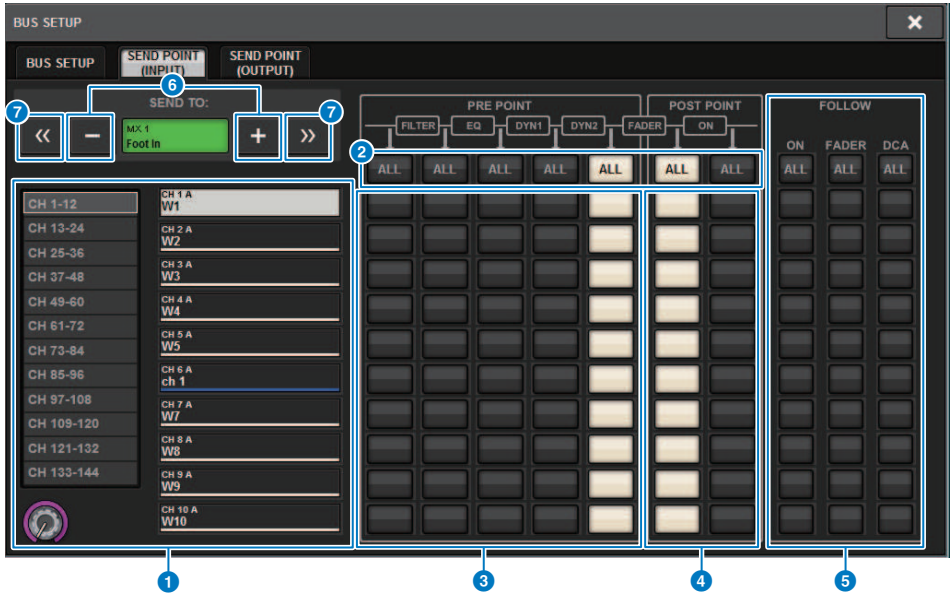 BUS SETUP
BUS SETUP
SEND POINT
(INPUT)
SEND POINT
(OUTPUT)
6
7
SEND TO:
7
MX 1
Foot In
PRE POINT
POST POINT
FOLLOW
FILTER
EQ
DYN1
DYN2
FADER
ON
2
ON
FADER
DCA
ALL
ALL
ALL
ALL
ALL
ALL
ALL
ALL
ALL
ALL
CH 1-12
CH 13-24
CH 25-36
CH 37-48
CH 49-60
CH 61-72
CH 73-84
CH 85-96
CH 97-108
CH 109-120
CH 121-132
CH 133-144
CH 1 A
W1
CH 2 A
W2
CH 3 A
W3
CH 4 A
W4
CH 5 A
W5
CH 6 A
ch 1
CH 7 A
W7
CH 8 A
W8
CH 9 A
W9
CH 10 A
W10
1
3
4
5